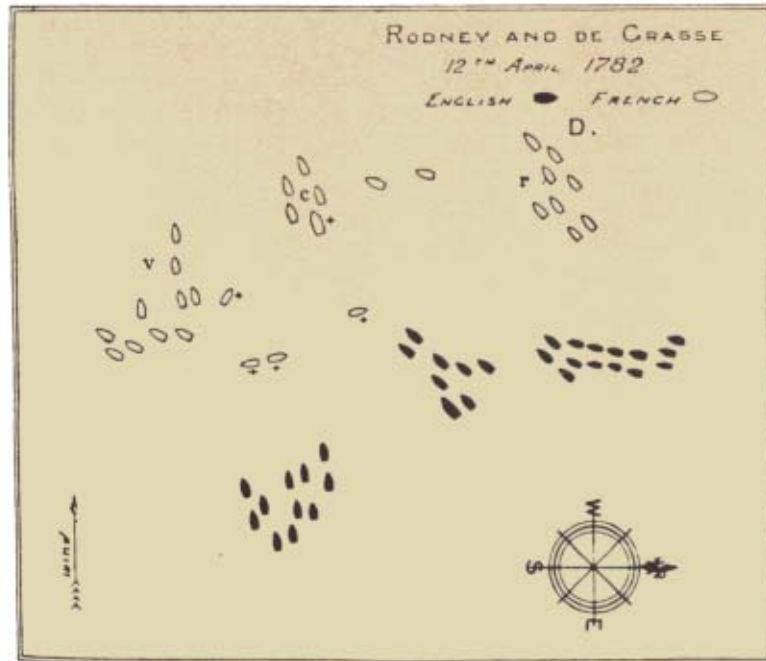 RODNEY AND DE GRASSE
12TH APRIL 1782
ENGLISH FRENCH
D.
r
c
v
+
+
+
+ +
WIND
W
S
E